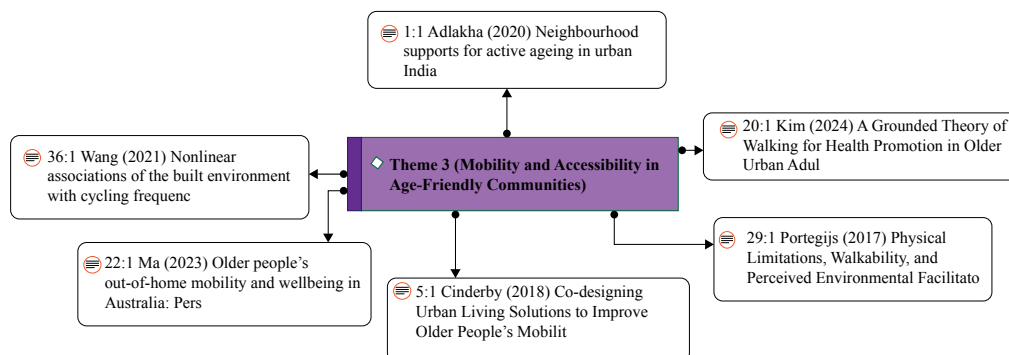 1:1 Adlakha (2020) Neighbourhood
supports for active ageing in urban
India
36:1 Wang (2021) Nonlinear
associations of the built environment
with cycling frequenc
Theme 3 (Mobility and Accessibility in
Age-Friendly Communities)
20:1 Kim (2024) A Grounded Theory of
Walking for Health Promotion in Older
Urban Adul
22:1 Ma (2023) Older people’s
out-of-home mobility and wellbeing in
Australia: Pers
5:1 Cinderby (2018) Co-designing
Urban Living Solutions to Improve
Older People’s Mobilit
29:1 Portegijs (2017) Physical
Limitations, Walkability, and
Perceived Environmental Facilitato